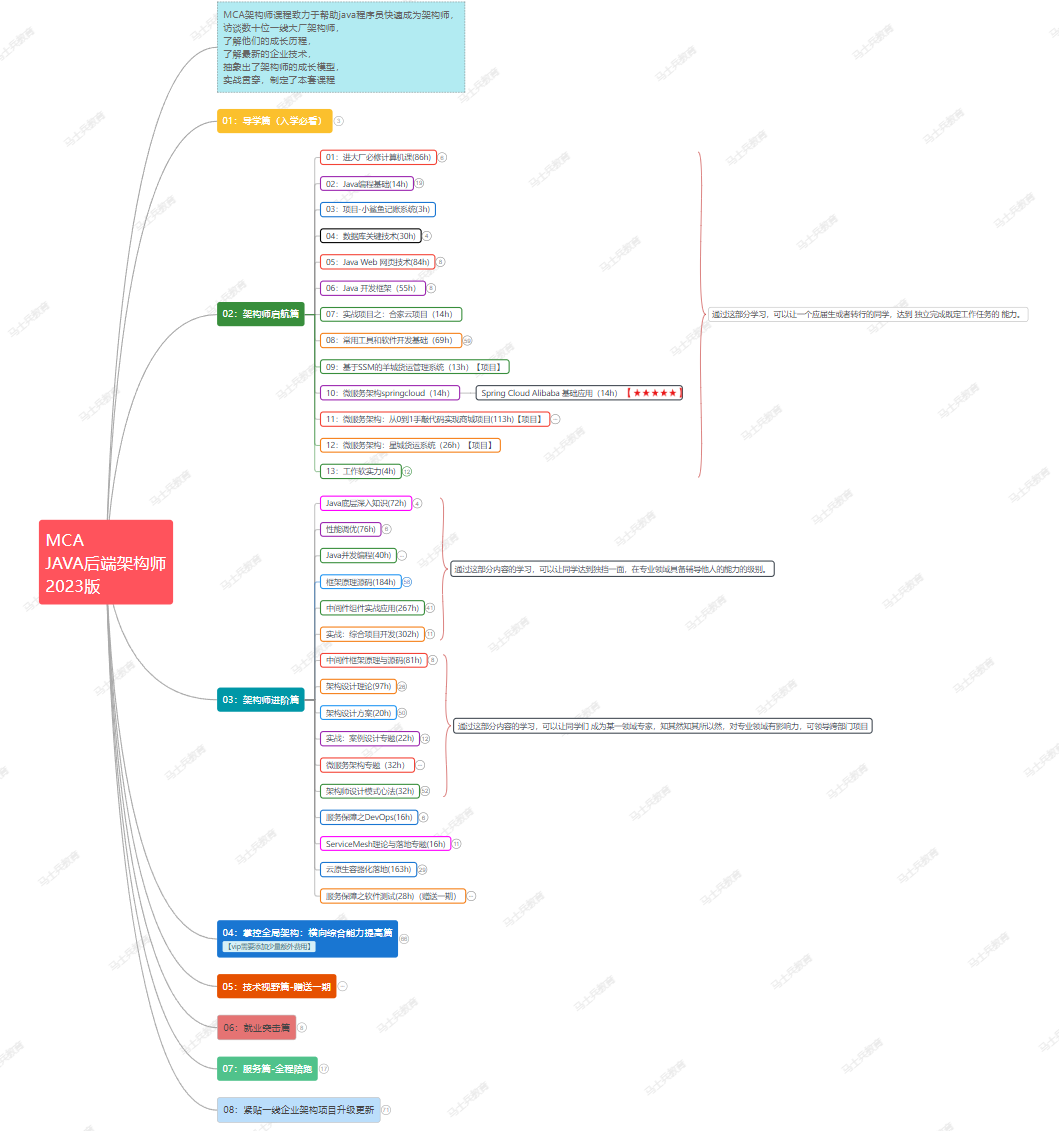 MCA架构师课程致力于帮助java程序员快速成为架构师，
访谈数十位一线大厂架构师，
了解他们的成长历程，
了解最新的企业技术，
抽象出了架构师的成长模型，
实战贯穿，制定了本套课程
01：导学篇（入学必看）
3
01：进大厂必修计算机课(86h)
6
02：Java编程基础(14h)
19
03：项目-小鲨鱼记账系统(3h)
04：数据库关键技术(30h)
4
05：Java Web 网页技术(84h)
8
06：Java 开发框架（55h）
8
02：架构师启航篇
07：实战项目之：合家云项目（14h）
通过这部分学习，可以让一个应届生或者转行的同学，达到 独立完成既定工作任务的 能力。
08：常用工具和软件开发基础（69h）
59
09：基于SSM的羊城货运管理系统（13h）【项目】
10：微服务架构springcloud（14h）
Spring Cloud Alibaba 基础应用（14h）【 ★★★★★ 】
11：微服务架构：从0到1手敲代码实现商城项目(113h)【项目】
12：微服务架构：星城货运系统（26h）【项目】
13：工作软实力(4h)
12
MCA
JAVA后端架构师
2023版
Java底层深入知识(72h)
4
性能调优(76h)
6
Java并发编程(40h)
通过这部分内容的学习，可以让同学达到独挡一面，在专业领域具备辅导他人的能力的级别。
框架原理源码(184h)
58
中间件组件实战应用(267h)
41
实战：综合项目开发(302h)
11
中间件框架原理与源码(81h)
8
架构设计理论(97h)
26
03：架构师进阶篇
架构设计方案(20h)
50
通过这部分内容的学习，可以让同学们 成为某一领域专家，知其然知其所以然，对专业领域有影响力，可领导跨部门项目
实战：案例设计专题(22h)
12
微服务架构专题（32h）
架构师设计模式心法(32h)
52
服务保障之DevOps(16h)
6
ServiceMesh理论与落地专题(16h)
11
云原生容器化落地(163h)
29
服务保障之软件测试(28h)（赠送一期）
04：掌控全局架构：横向综合能力提高篇
【vip需要添加少量额外费用】
88
05：技术视野篇-赠送一期
06：就业突击篇
6
07：服务篇-全程陪跑
17
08：紧贴一线企业架构项目升级更新
71
马士兵教育